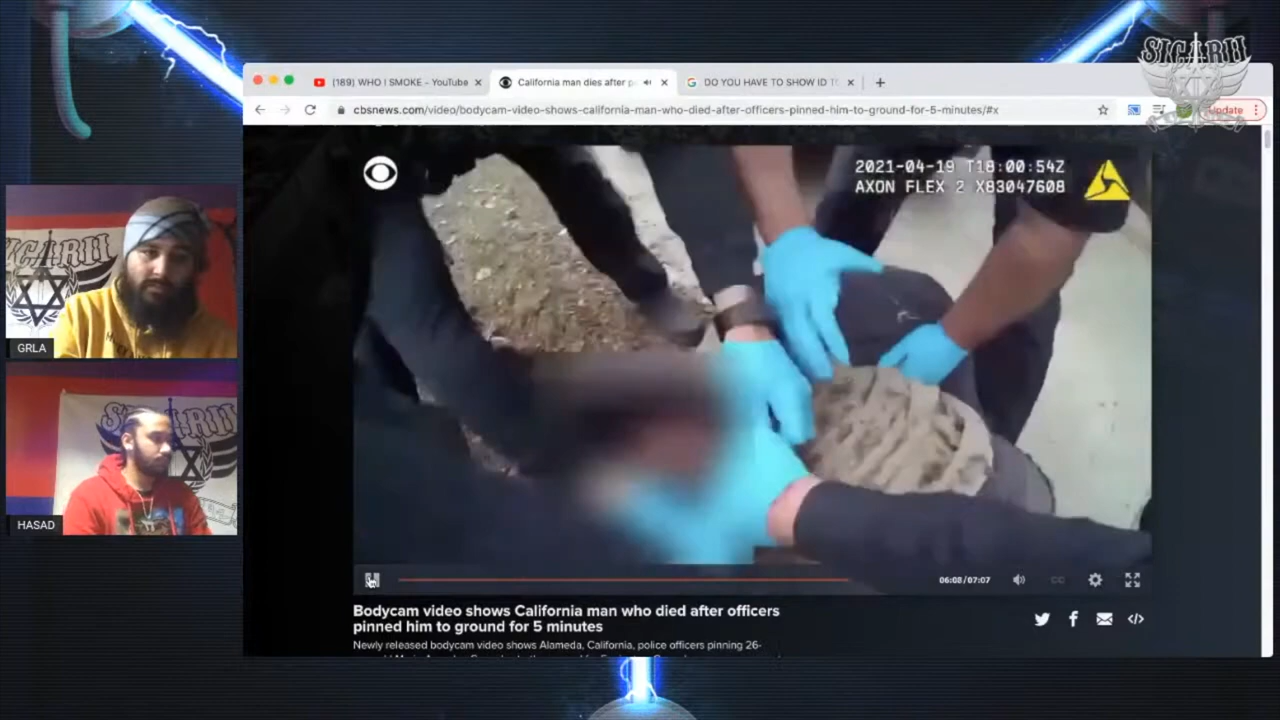 SICARII
(189) WHO I SMOKE - YouTube
California man dies after p
DO YOU HAVE TO SHOW ID T
cbsnews.com/video/bodycam-video-shows-california-man-who-died-after-officers-pinned-him-to-ground-for-5-minutes/#x
Update
2021-04-19 T18:00:54Z
AXON FLEX 2 X83047608
SICARII
GRLA
SICARII
HASAD
06:08/07:07
CC
Bodycam video shows California man who died after officers
pinned him to ground for 5 minutes
Newly released bodycam video shows Alameda, California, police officers pinning 26-